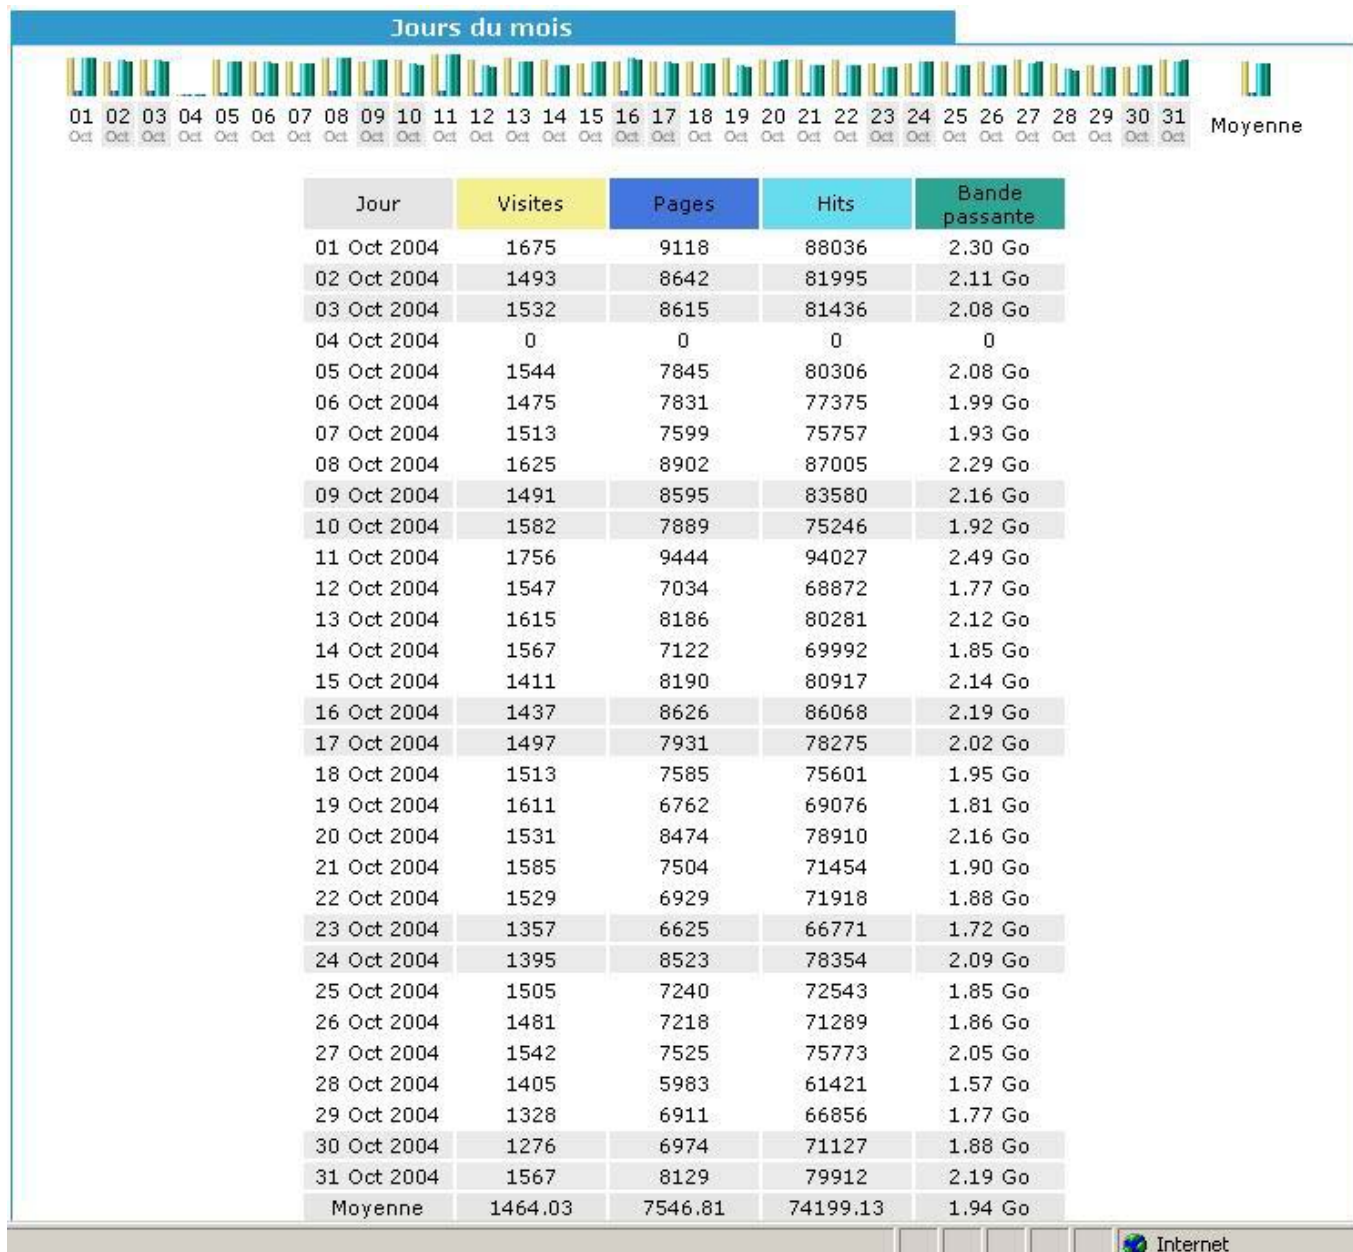 Jours du mois
01 02 03 04 05 06 07 08 09 10 11 12 13 14 15 16 17 18 19 20 21 22 23 24 25 26 27 28 29 30 31 Moyenne
Oct Oct Oct Oct Oct Oct Oct Oct Oct Oct Oct Oct Oct Oct Oct Oct Oct Oct Oct Oct Oct Oct Oct Oct Oct Oct Oct Oct Oct Oct Oct
Jour Visites Pages Hits Bande passante
01 Oct 2004 1675 9118 88036 2.30 Go
02 Oct 2004 1493 8642 81995 2.11 Go
03 Oct 2004 1532 8615 81436 2.08 Go
04 Oct 2004 0 0 0 0
05 Oct 2004 1544 7845 80306 2.08 Go
06 Oct 2004 1475 7831 77375 1.99 Go
07 Oct 2004 1513 7599 75757 1.93 Go
08 Oct 2004 1625 8902 87005 2.29 Go
09 Oct 2004 1491 8595 83580 2.16 Go
10 Oct 2004 1582 7889 75246 1.92 Go
11 Oct 2004 1756 9444 94027 2.49 Go
12 Oct 2004 1547 7034 68872 1.77 Go
13 Oct 2004 1615 8186 80281 2.12 Go
14 Oct 2004 1567 7122 69992 1.85 Go
15 Oct 2004 1411 8190 80917 2.14 Go
16 Oct 2004 1437 8626 86068 2.19 Go
17 Oct 2004 1497 7931 78275 2.02 Go
18 Oct 2004 1513 7585 75601 1.95 Go
19 Oct 2004 1611 6762 69076 1.81 Go
20 Oct 2004 1531 8474 78910 2.16 Go
21 Oct 2004 1585 7504 71454 1.90 Go
22 Oct 2004 1529 6929 71918 1.88 Go
23 Oct 2004 1357 6625 66771 1.72 Go
24 Oct 2004 1395 8523 78354 2.09 Go
25 Oct 2004 1505 7240 72543 1.85 Go
26 Oct 2004 1481 7218 71289 1.86 Go
27 Oct 2004 1542 7525 75773 2.05 Go
28 Oct 2004 1405 5983 61421 1.57 Go
29 Oct 2004 1328 6911 66856 1.77 Go
30 Oct 2004 1276 6974 71127 1.88 Go
31 Oct 2004 1567 8129 79912 2.19 Go
Moyenne 1464.03 7546.81 74199.13 1.94 Go
Internet